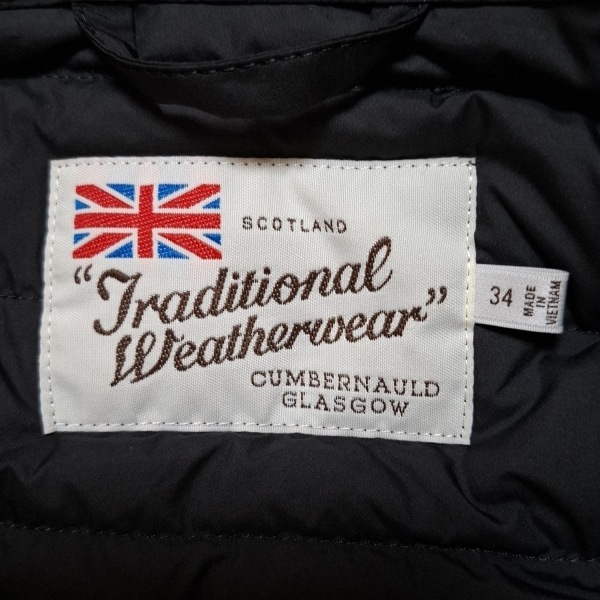 SCOTLAND
"Traditional
Weatherwear"
CUMBERNAULD
GLASGOW
34
MADE
IN
VIETNAM